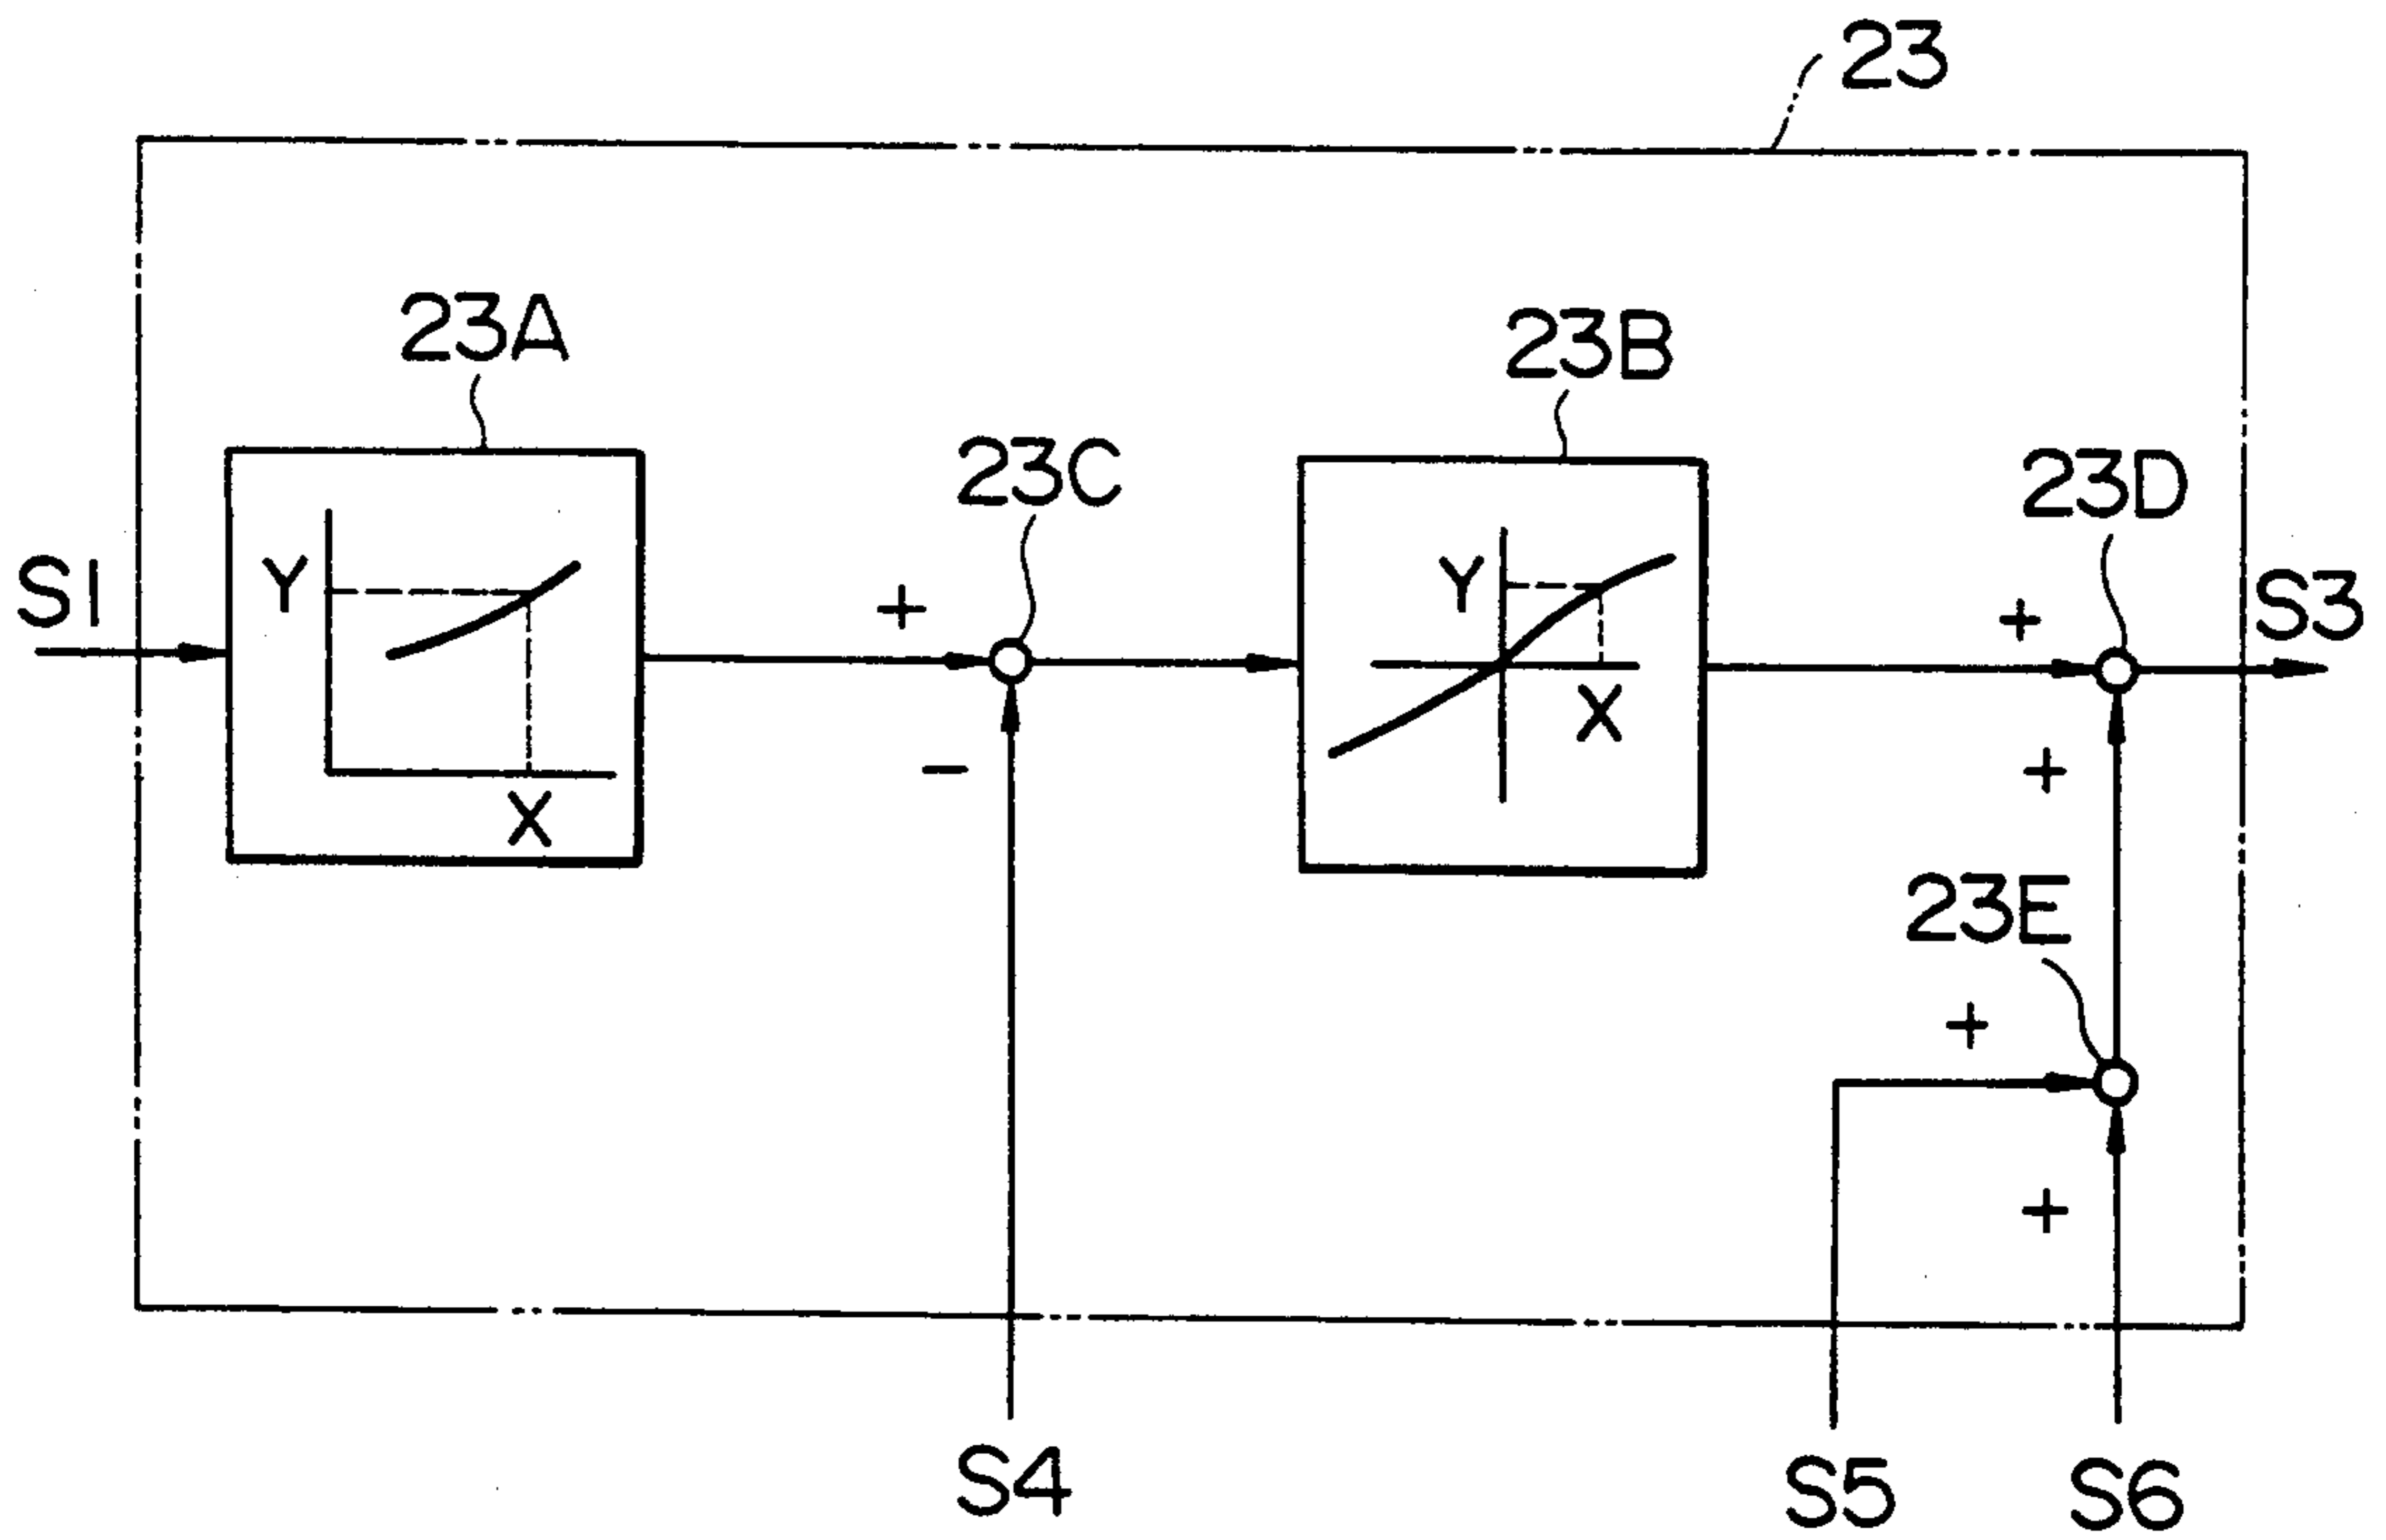 23
23A
23B
23C
23D
S1
Y
X
+
−
Y
X
+
S3
+
23E
+
+
S4
S5
S6